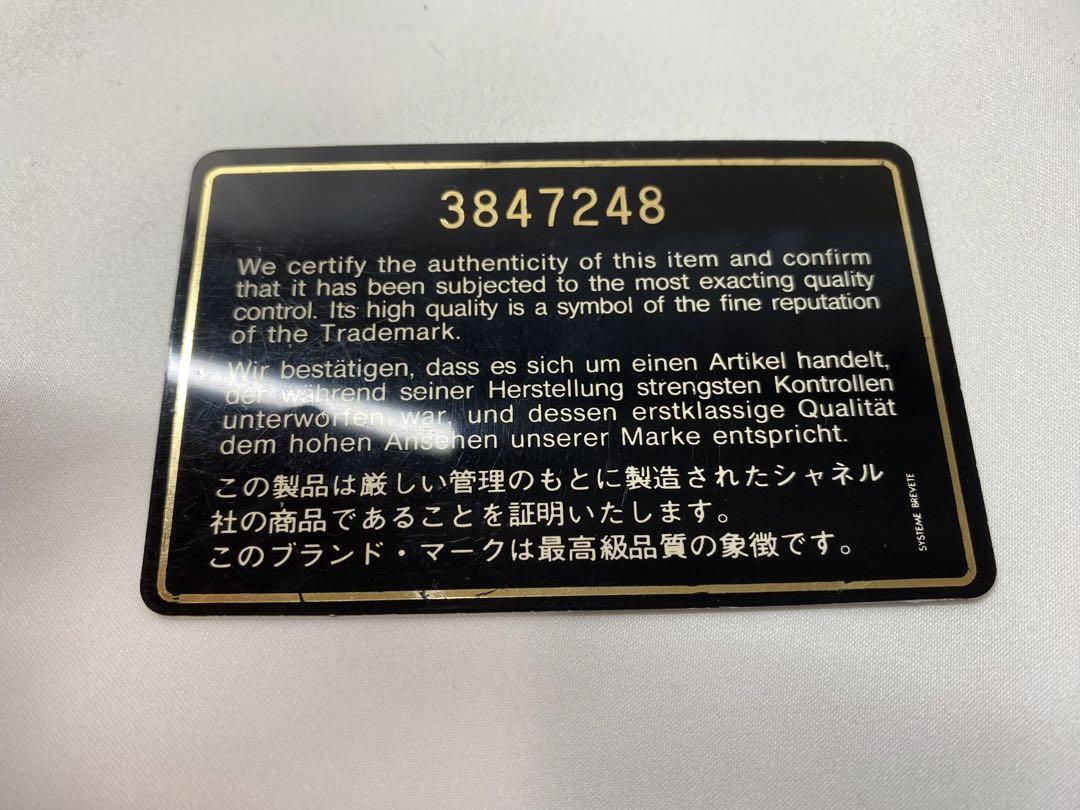 3847248
We certify the authenticity of this item and confirm
that it has been subjected to the most exacting quality
control. Its high quality is a symbol of the fine reputation
of the Trademark.
Wir bestätigen, dass es sich um einen Artikel handelt,
der während seiner Herstellung strengsten Kontrollen
unterworfen war, und dessen erstklassige Qualität
dem hohen Ansehen unserer Marke entspricht.
この製品は厳しい管理のもとに製造されたシャネル
社の商品であることを証明いたします。
このブランド・マークは最高級品質の象徴です。
SYSTEME BREVETE